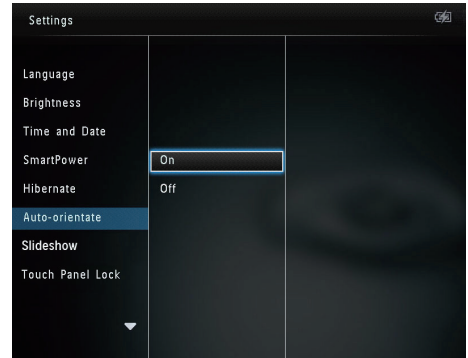 Settings
Language
Brightness
Time and Date
SmartPower
On
Hibernate
Off
Auto-orientate
Slideshow
Touch Panel Lock